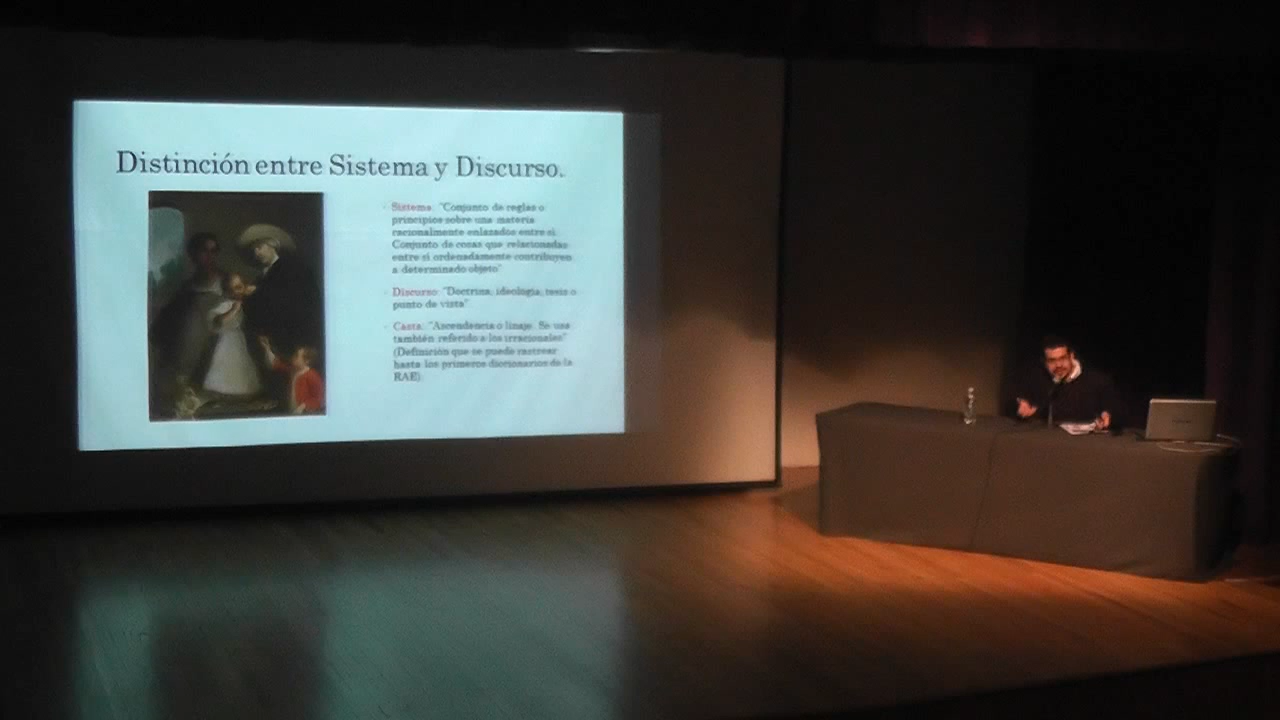 Distinción entre Sistema y Discurso.
Sistema: "Conjunto de reglas o
principios sobre una materia
racionalmente enlazados entre si.
Conjunto de cosas que relacionadas
entre si ordenadamente contribuyen
a determinado objeto"
Discurso: "Doctrina, ideología, tesis o
punto de vista"
Casta: "Ascendencia o linaje. Se usa
también referido a los irracionales"
(Definición que se puede rastrear
hasta los primeros diccionarios de la
RAE)